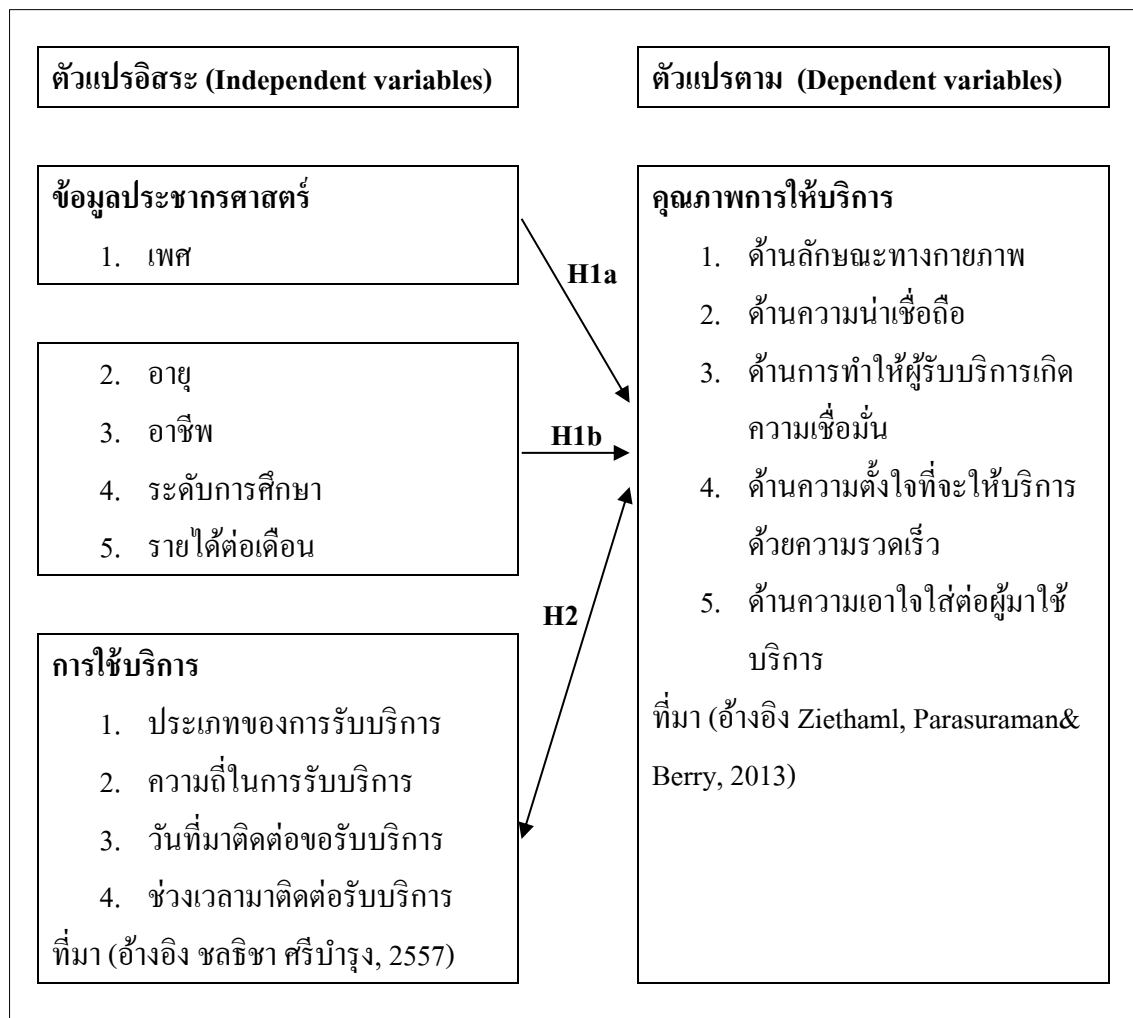 ตัวแปรอิสระ (Independent variables)
ข้อมูลประชากรศาสตร์
1. เพศ
2. อายุ
3. อาชีพ
4. ระดับการศึกษา
5. รายได้ต่อเดือน
การใช้บริการ
1. ประเภทของการรับบริการ
2. ความถี่ในการรับบริการ
3. วันที่มาติดต่อขอรับบริการ
4. ช่วงเวลามาติดต่อรับบริการ
ที่มา (อ้างอิง ชลธิชา ศรีบำรุง, 2557)
H1a
H1b
H2
ตัวแปรตาม (Dependent variables)
คุณภาพการให้บริการ
1. ด้านลักษณะทางกายภาพ
2. ด้านความน่าเชื่อถือ
3. ด้านการทำให้ผู้รับบริการเกิด
ความเชื่อมั่น
4. ด้านความตั้งใจที่จะให้บริการ
ด้วยความรวดเร็ว
5. ด้านความเอาใจใส่ต่อผู้มาใช้
บริการ
ที่มา (อ้างอิง Ziethaml, Parasuraman&
Berry, 2013)